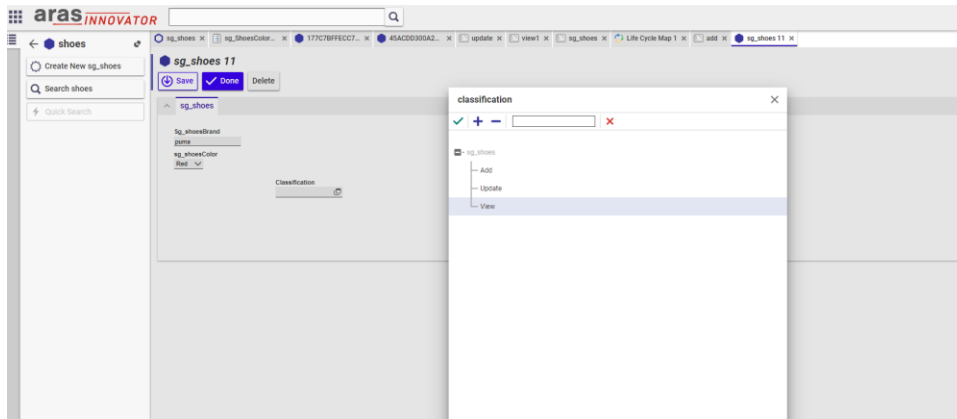 aras INNOVATOR
shoes
sg_shoes x sg_ShoesColor... x 177C7BFFECC7... x 45ACDD300A2... x update x view1 x sg_shoes x Life Cycle Map 1 x add x sg_shoes 11 x
Create New sg_shoes
Search shoes
Quick Search
sg_shoes 11
Save Done Delete
sg_shoes
Sg_shoesBrand
puma
sg_shoesColor
Red
Classification
classification
sg_shoes
Add
Update
View